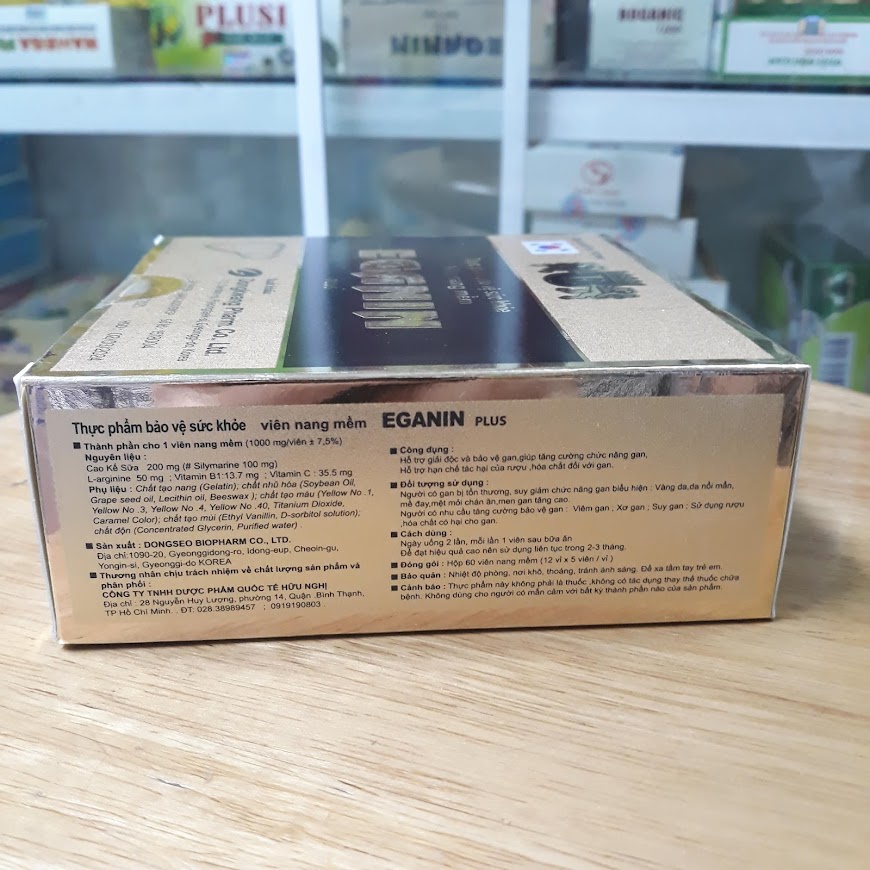 PLUSI
Thực phẩm bảo vệ sức khỏe viên nang mềm EGANIN PLUS
■ Thành phần cho 1 viên nang mềm (1000 mg/viên ± 7,5%)
Nguyên liệu :
Cao Kế Sữa 200 mg (# Silymarine 100 mg)
L-arginine 50 mg ; Vitamin B1:13.7 mg ; Vitamin C : 35.5 mg
Phụ liệu : Chất tạo nang (Gelatin), chất nhũ hóa (Soybean Oil,
Grape seed oil, Lecithin oil, Beeswax ); chất tạo màu (Yellow No .1,
Yellow No .3, Yellow No .4, Yellow No .40, Titanium Dioxide,
Caramel Color); chất tạo mùi (Ethyl Vanillin, D-sorbitol solution);
chất độn (Concentrated Glycerin, Purified water) .
■ Sản xuất : DONGSEO BIOPHARM CO., LTD.
Địa chỉ:1090-20, Gyeonggidong-ro, Idong-eup, Cheoin-gu,
Yongin-si, Gyeonggi-do KOREA
■ Thương nhân chịu trách nhiệm về chất lượng sản phẩm và
phân phối :
CÔNG TY TNHH DƯỢC PHẨM QUỐC TẾ HỮU NGHỊ
Địa chỉ : 28 Nguyễn Huy Lượng, phường 14, Quận .Bình Thạnh,
TP Hồ Chí Minh. . ĐT: 028.38989457 ; 0919190803 .
■ Công dụng :
Hỗ trợ giải độc và bảo vệ gan,giúp tăng cường chức năng gan.
Hỗ trợ hạn chế tác hại của rượu ,hóa chất đối với gan.
■ Đối tượng sử dụng :
Người có gan bị tổn thương, suy giảm chức năng gan biểu hiện : Vàng da,da nổi mẩn,
mề đay,mệt mỏi chán ăn,men gan tăng cao.
Người có nhu cầu tăng cường bảo vệ gan : Viêm gan ; Xơ gan ; Suy gan ; Sử dụng rượu
,hóa chất có hại cho gan.
■ Cách dùng :
Ngày uống 2 lần, mỗi lần 1 viên sau bữa ăn
Để đạt hiệu quả cao nên sử dụng liên tục trong 2-3 tháng.
■ Đóng gói : Hộp 60 viên nang mềm (12 vỉ x 5 viên/ vỉ )
■ Bảo quản : Nhiệt độ phòng, nơi khô, thoáng, tránh ánh sáng. Để xa tầm tay trẻ em.
■ Cảnh báo : Thực phẩm này không phải là thuốc ,không có tác dụng thay thế thuốc chữa
bệnh. Không dùng cho người có mẫn cảm với bất kỳ thành phần nào của sản phẩm.